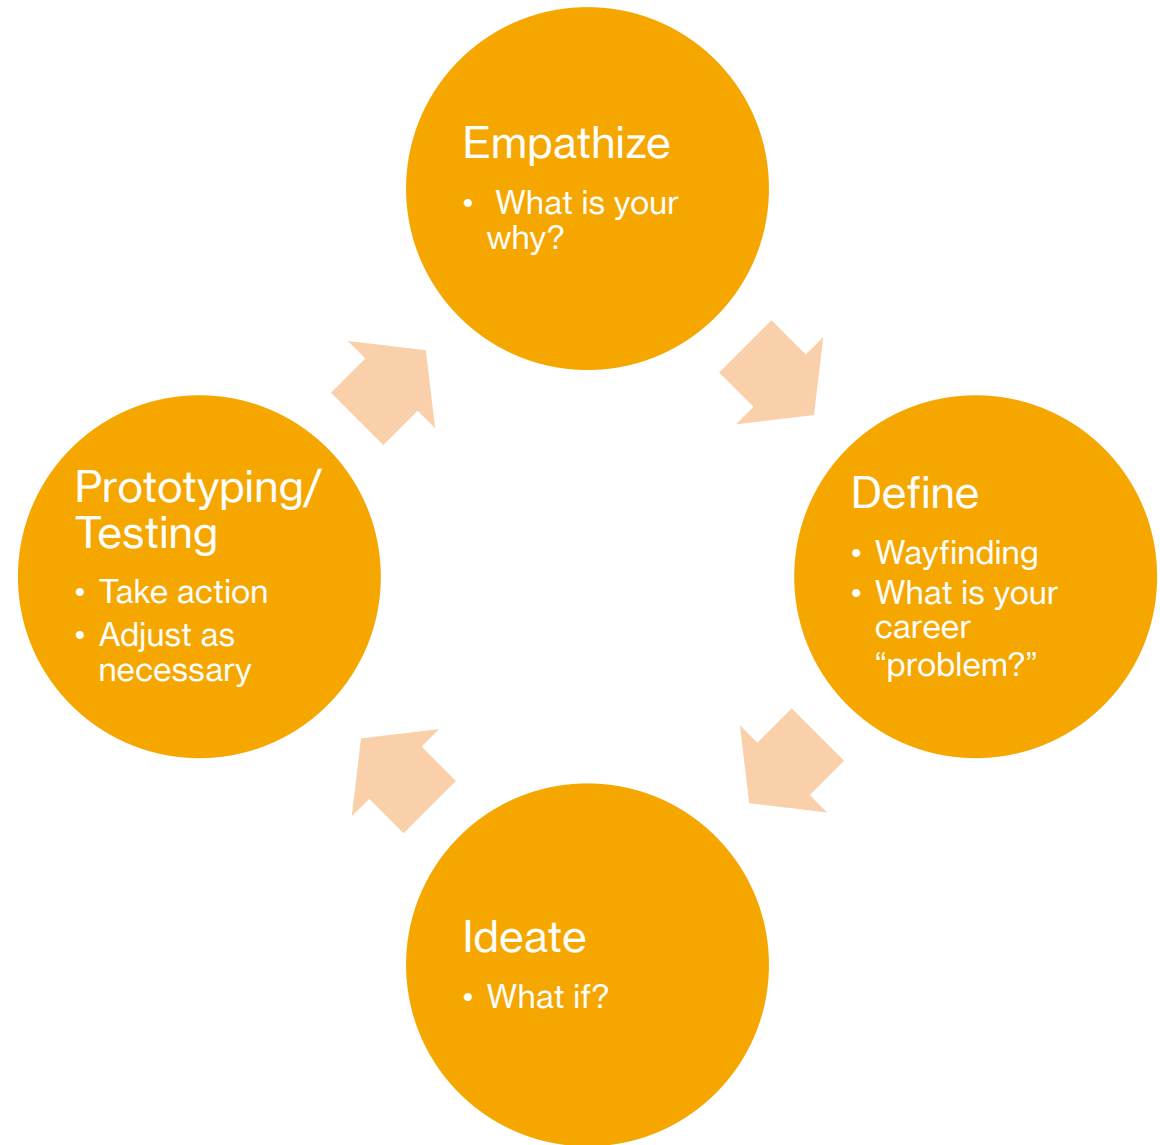 Empathize
• What is your
why?
Define
• Wayfinding
• What is your
career
“problem?”
Ideate
• What if?
Prototyping/
Testing
• Take action
• Adjust as
necessary